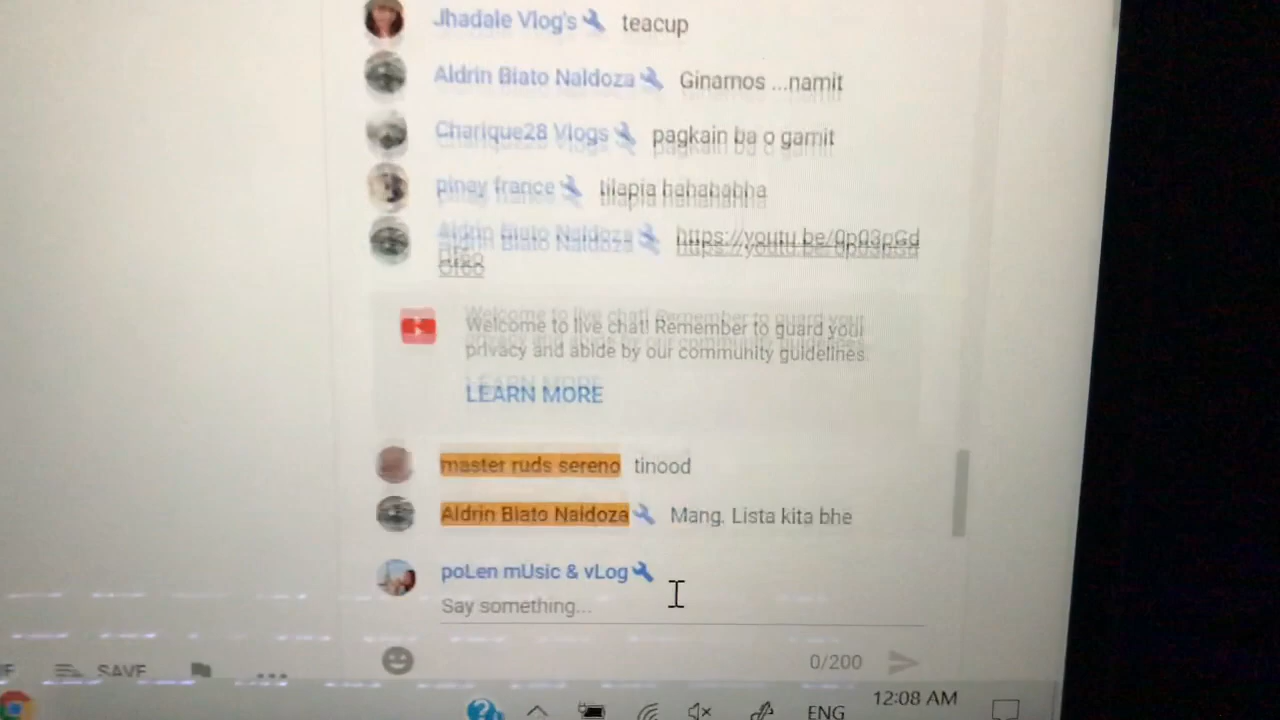 Jhadale Vlog's teacup
Aldrin Biato Naldoza Ginamos ...namit
Charique28 Vlogs pagkain ba o gamit
pinay france tilapia hahahahha
Aldrin Biato Naldoza
Welcome to live chat! Remember to guard your
privacy and abide by our community guidelines.
LEARN MORE
master ruds sereno tinood
Aldrin Biato Naldoza Mang. Lista kita bhe
poLen mUsic & vLog
Say something...
0/200
SAVE
12:08 AM
ENG